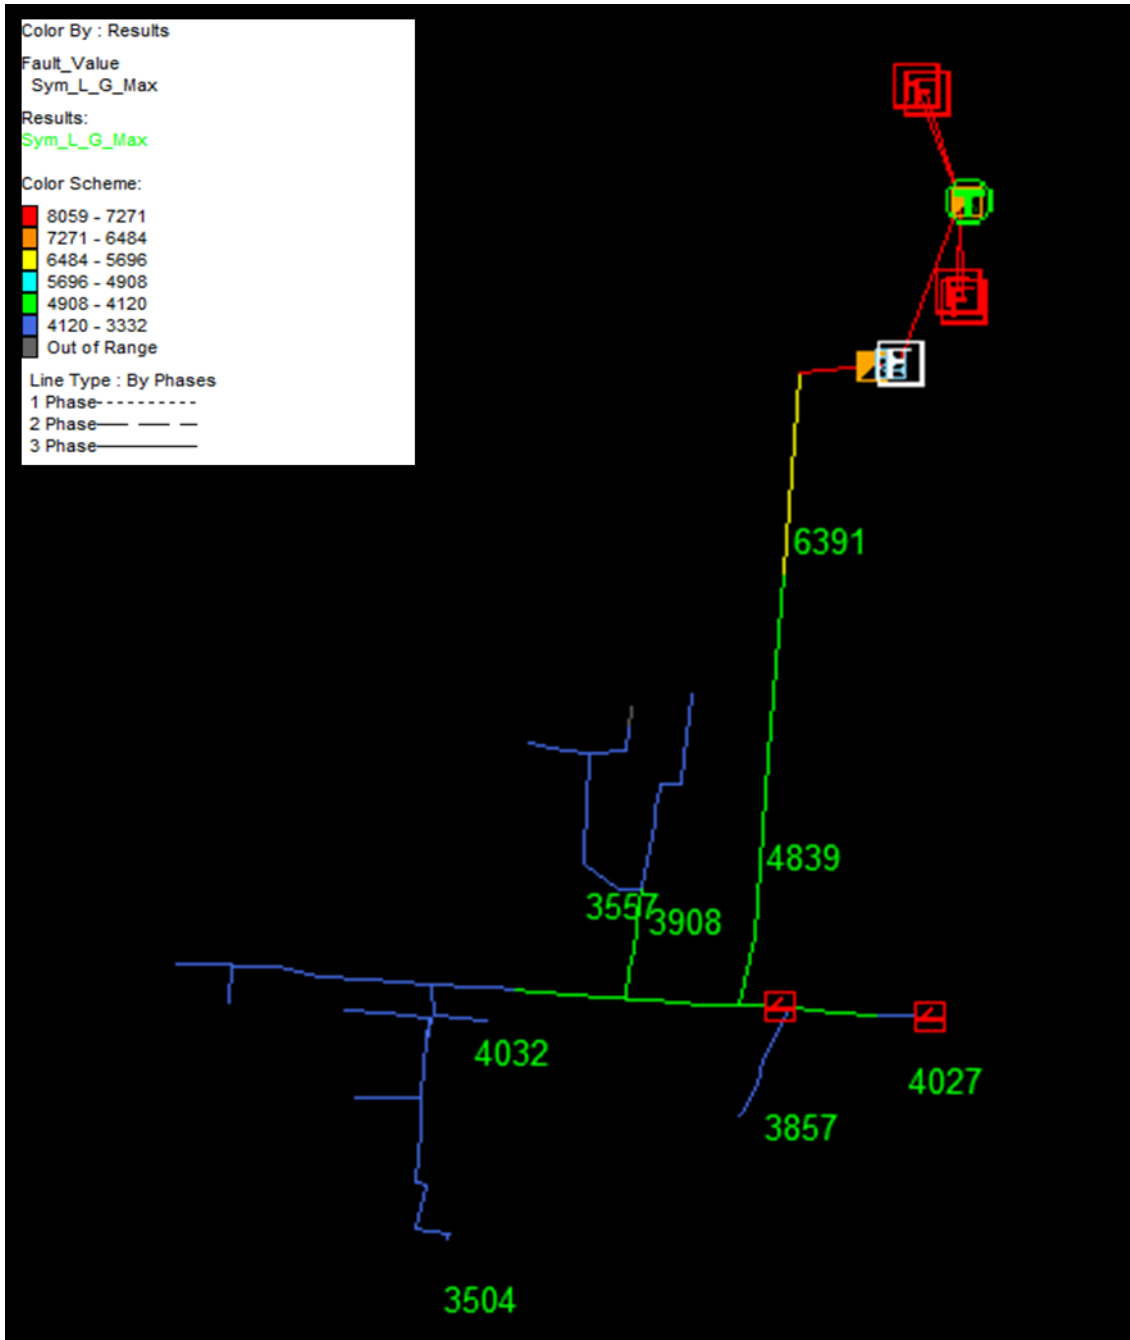 Color By : Results
Fault_Value
Sym_L_G_Max
Results:
Sym_L_G_Max
Color Scheme:
8059 - 7271
7271 - 6484
6484 - 5696
5696 - 4908
4908 - 4120
4120 - 3332
Out of Range
Line Type : By Phases
1 Phase
2 Phase
3 Phase
6391
4839
3557
3908
4032
4027
3857
3504